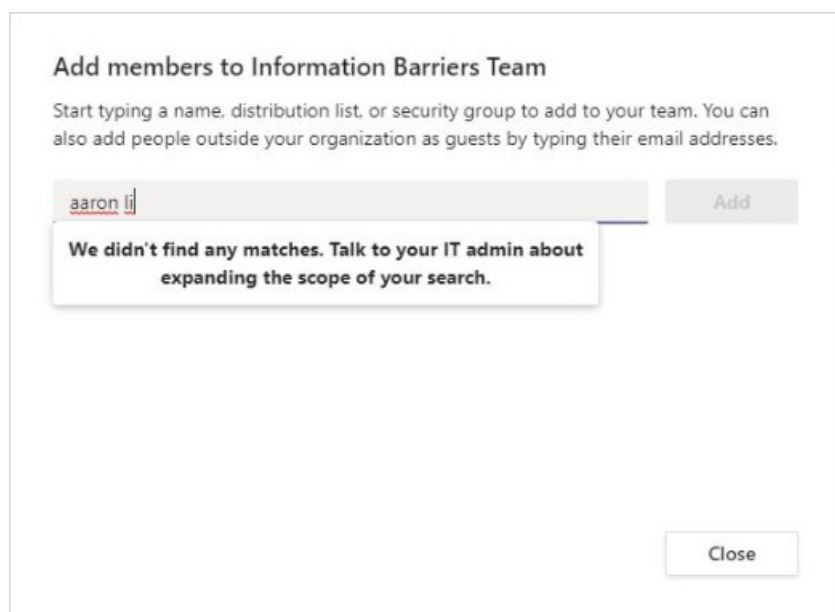 Add members to Information Barriers Team
Start typing a name, distribution list, or security group to add to your team. You can
also add people outside your organization as guests by typing their email addresses.
aaron li
Add
We didn't find any matches. Talk to your IT admin about
expanding the scope of your search.
Close